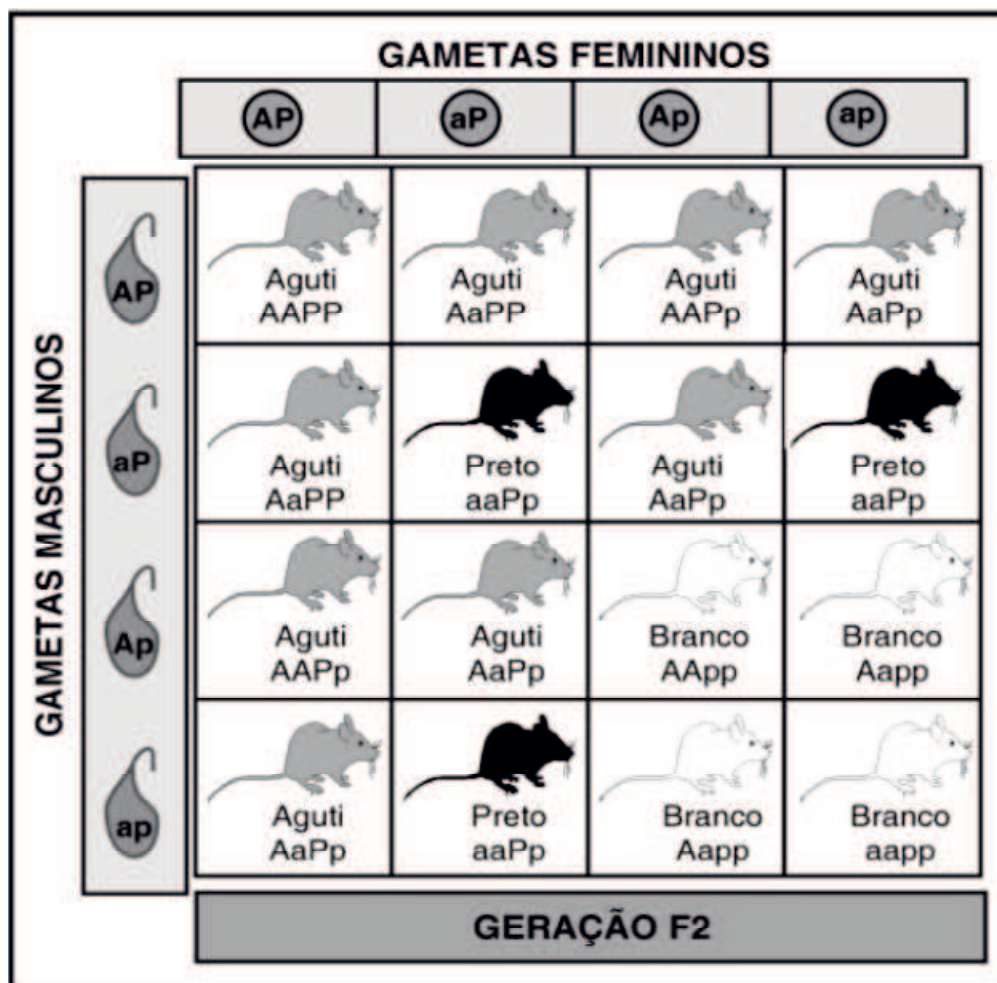 GAMETAS FEMININOS
AP aP Ap ap
GAMETAS MASCULINOS
AP
Aguti Aguti Aguti Aguti
AAPP AaPP AAPp AaPp
aP
Aguti Preto Aguti Preto
AaPP aaPp AaPp aaPp
Ap
Aguti Aguti Branco Branco
AAPp AaPp AApp Aapp
ap
Aguti Preto Branco Branco
AaPp aaPp Aapp aapp
GERAÇÃO F2